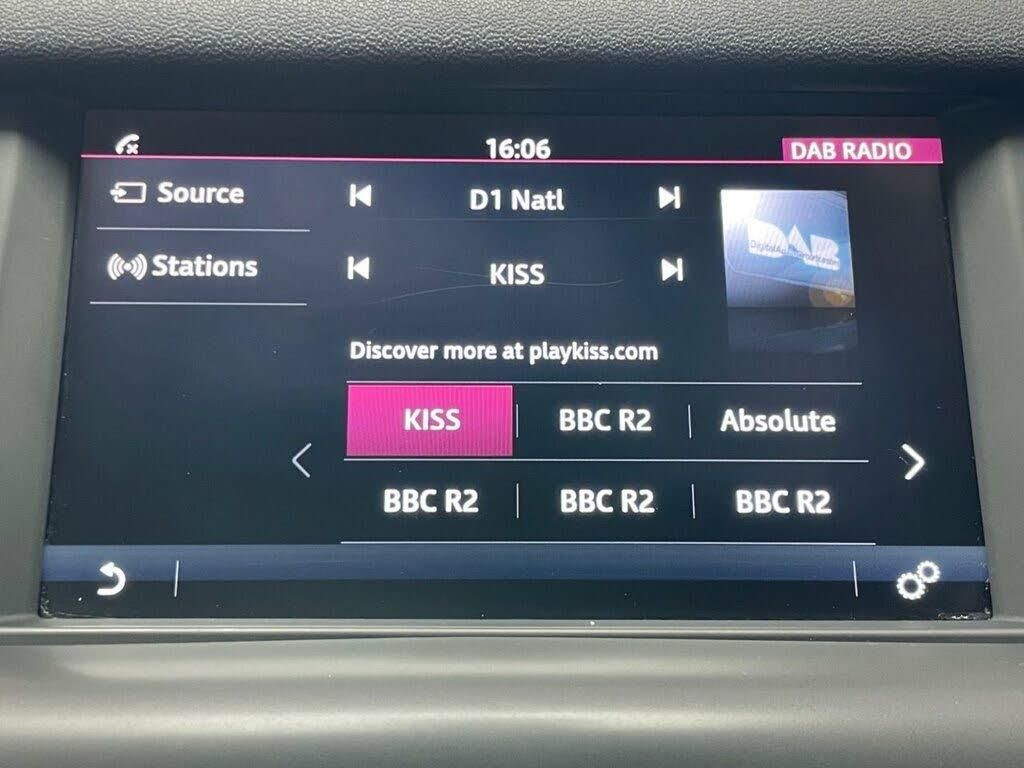 16:06
DAB RADIO
Source
D1 Natl
DAB
Stations
KISS
Discover more at playkiss.com
KISS
BBC R2
Absolute
BBC R2
BBC R2
BBC R2